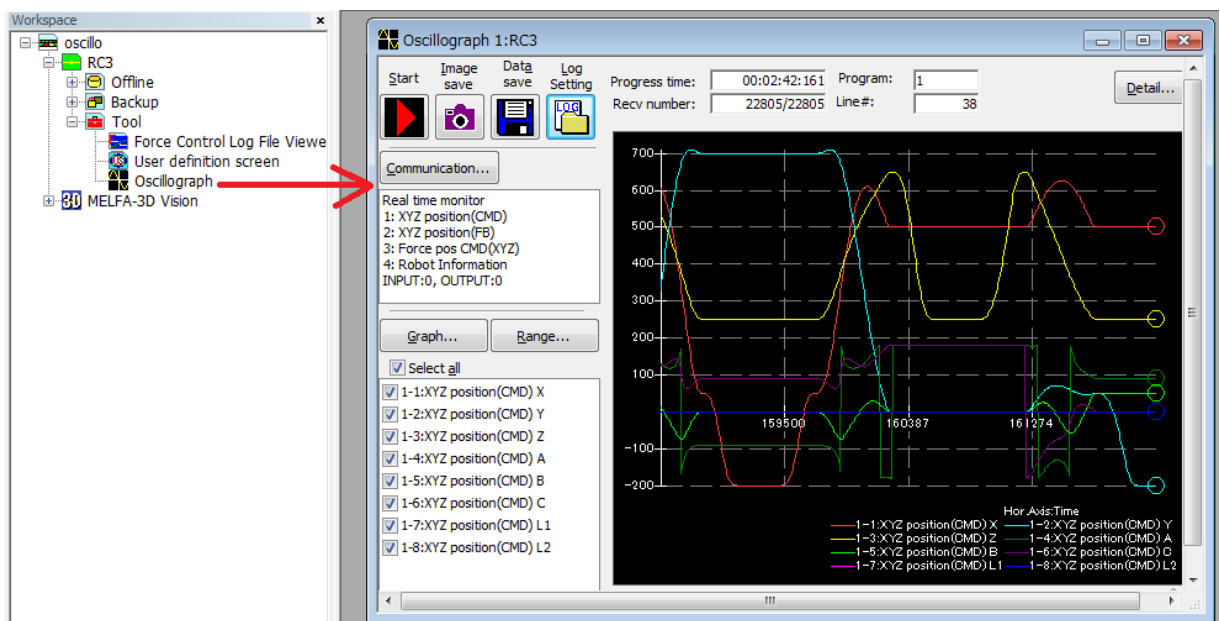 Workspace x
oscillo
RC3
Offline
Backup
Tool
Force Control Log File Viewe
User definition screen
Oscillograph
MELFA-3D Vision
Oscillograph 1:RC3
Start Image save Data save Log Setting
LOG
Progress time: 00:02:42:161 Program: 1
Recv number: 22805/22805 Line#: 38
Detail...
Communication...
Real time monitor
1: XYZ position(CMD)
2: XYZ position(FB)
3: Force pos CMD(XYZ)
4: Robot Information
INPUT:0, OUTPUT:0
Graph... Range...
Select all
1-1:XYZ position(CMD) X
1-2:XYZ position(CMD) Y
1-3:XYZ position(CMD) Z
1-4:XYZ position(CMD) A
1-5:XYZ position(CMD) B
1-6:XYZ position(CMD) C
1-7:XYZ position(CMD) L1
1-8:XYZ position(CMD) L2
700
600
500
400
300
200
100
159500 160387 161274
-100
-200
Hor.Axis:Time
1-1:XYZ position(CMD) X 1-2:XYZ position(CMD) Y
1-3:XYZ position(CMD) Z 1-4:XYZ position(CMD) A
1-5:XYZ position(CMD) B 1-6:XYZ position(CMD) C
1-7:XYZ position(CMD) L1 1-8:XYZ position(CMD) L2